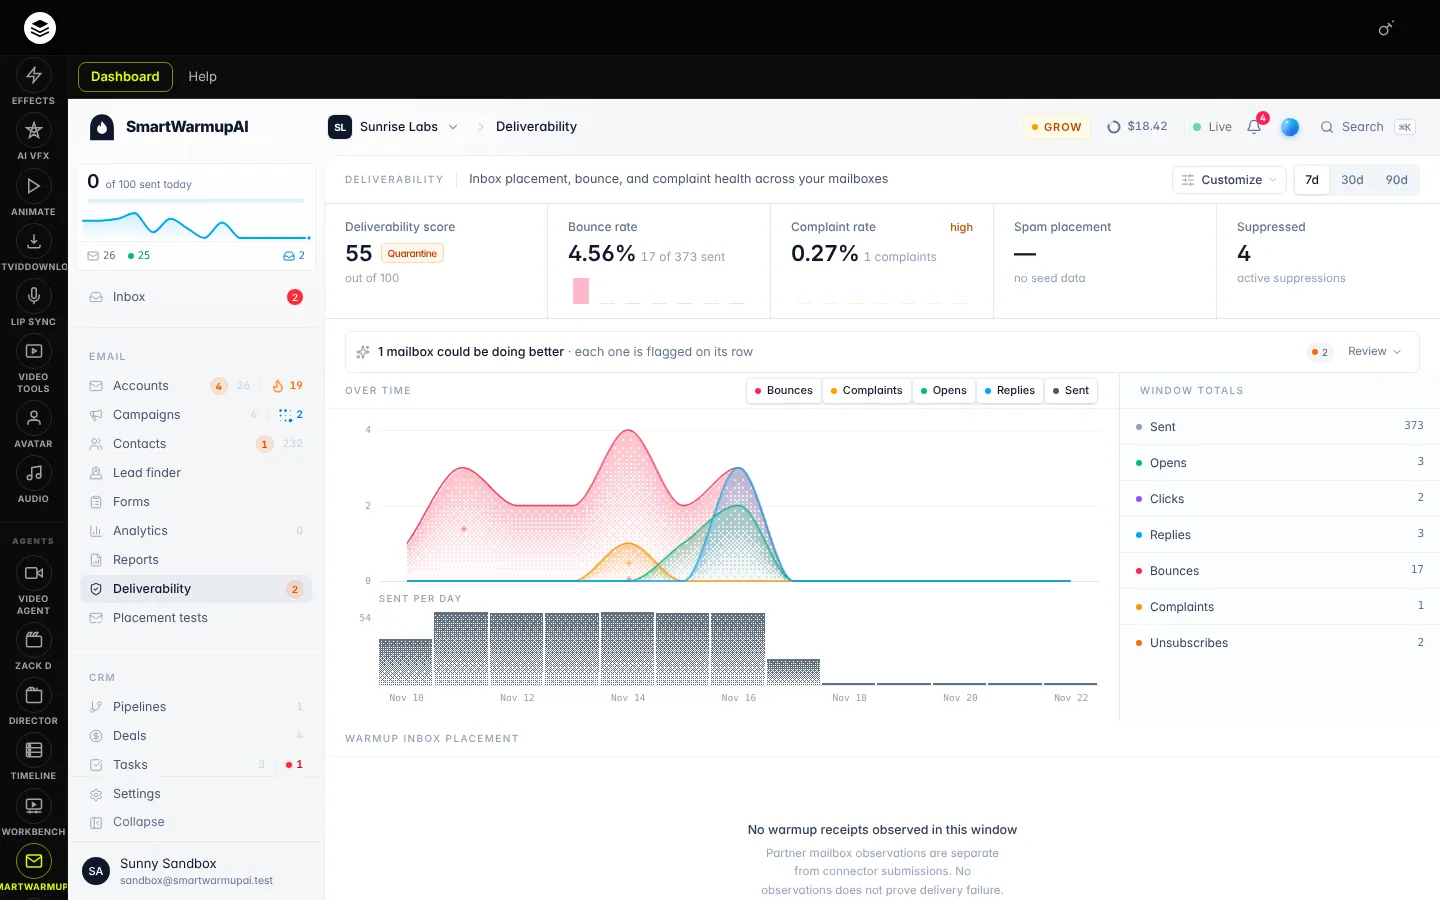 Dashboard
Help
EFFECTS
AI VFX
ANIMATE
TVIDDOWNLO
LIP SYNC
VIDEO
TOOLS
AVATAR
AUDIO
AGENTS
VIDEO
AGENT
ZACK D
DIRECTOR
TIMELINE
WORKBENCH
MARTWARMUP
SmartWarmupAI
0 of 100 sent today
26 25 2
Inbox 2
EMAIL
Accounts 4 26 19
Campaigns 6 2
Contacts 1 232
Lead finder
Forms
Analytics 0
Reports
Deliverability 2
Placement tests
CRM
Pipelines 1
Deals 4
Tasks 3 1
Settings
Collapse
SA Sunny Sandbox
sandbox@smartwarmupai.test
SL Sunrise Labs Deliverability
GROW $18.42 Live 4 Search ⌘K
DELIVERABILITY Inbox placement, bounce, and complaint health across your mailboxes
Customize 7d 30d 90d
Deliverability score
55 Quarantine
out of 100
Bounce rate
4.56% 17 of 373 sent
Complaint rate high
0.27% 1 complaints
Spam placement
—
no seed data
Suppressed
4
active suppressions
1 mailbox could be doing better · each one is flagged on its row
2 Review
OVER TIME
Bounces Complaints Opens Replies Sent
4
2
0
SENT PER DAY
54
Nov 10 Nov 12 Nov 14 Nov 16 Nov 18 Nov 20 Nov 22
WINDOW TOTALS
Sent 373
Opens 3
Clicks 2
Replies 3
Bounces 17
Complaints 1
Unsubscribes 2
WARMUP INBOX PLACEMENT
No warmup receipts observed in this window
Partner mailbox observations are separate
from connector submissions. No
observations does not prove delivery failure.